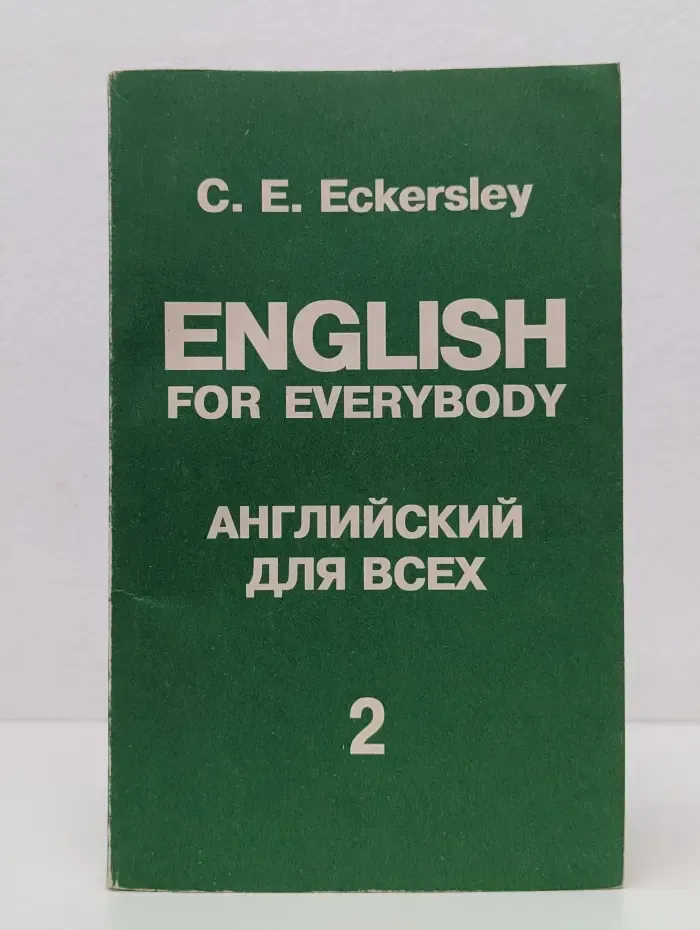 C. E. Eckersley
ENGLISH
FOR EVERYBODY
АНГЛИЙСКИЙ
ДЛЯ ВСЕХ
2